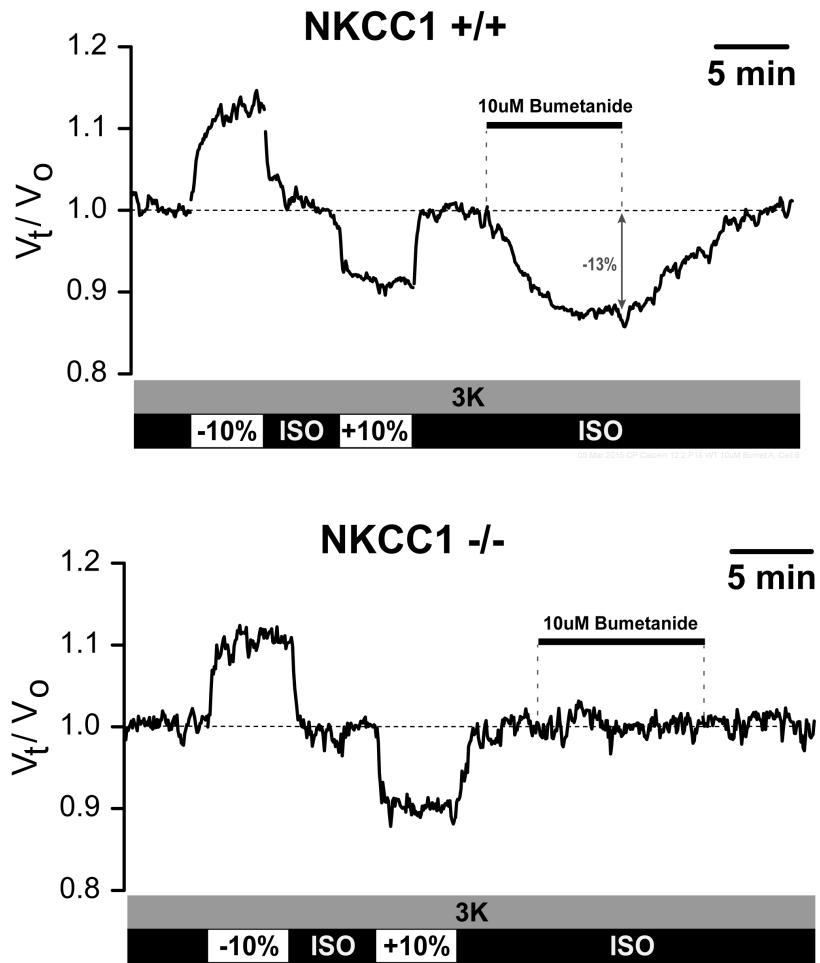 NKCC1 +/+
5 min
10uM Bumetanide
1.2
1.1
1.0
0.9
0.8
Vt/ VO
-13%
3K
-10% ISO +10% ISO
NKCC1 -/-
5 min
10uM Bumetanide
1.2
1.1
1.0
0.9
0.8
Vt/ VO
3K
-10% ISO +10% ISO